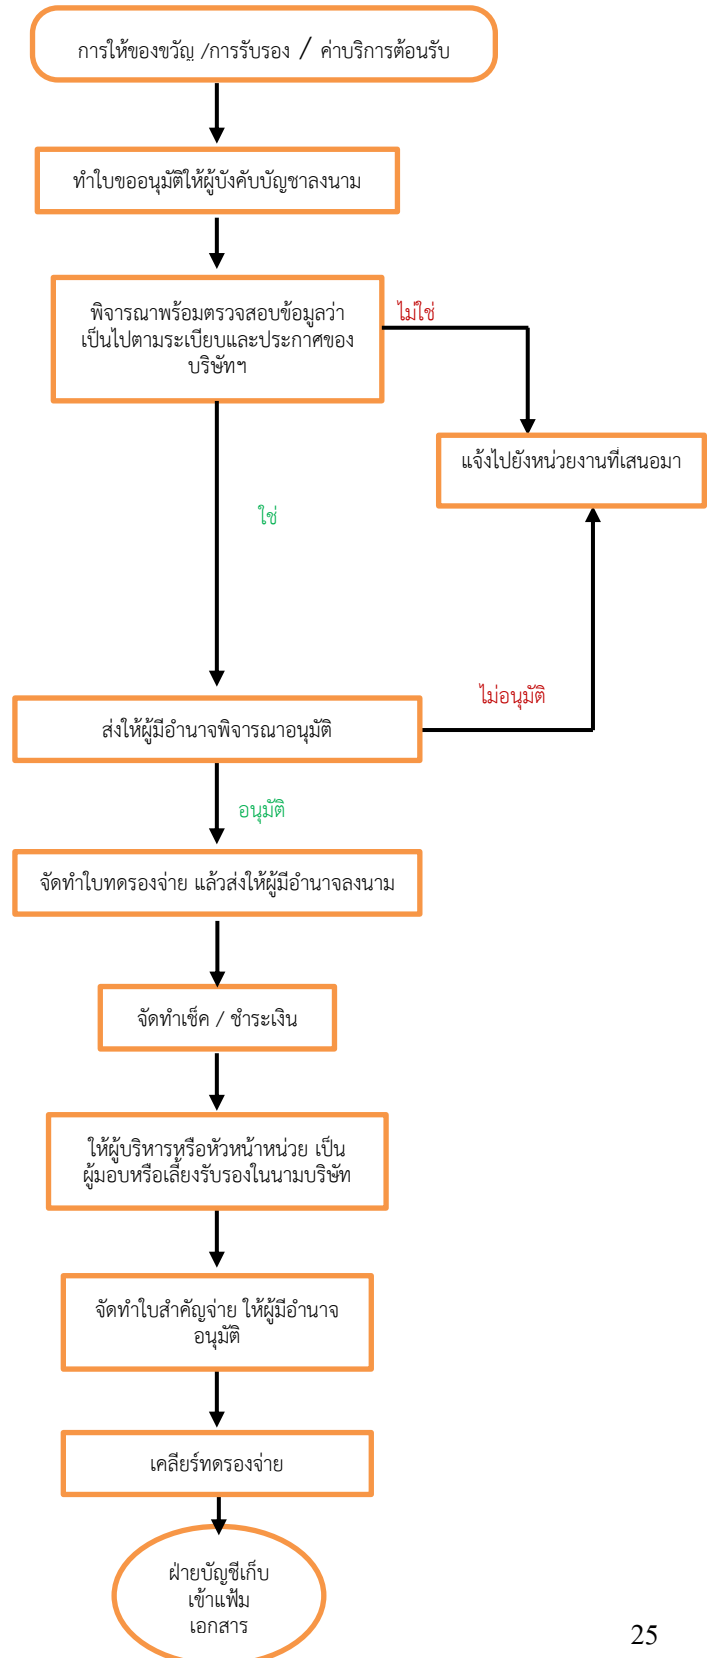 การให้ของขวัญ /การรับรอง / ค่าบริการต้อนรับ
ทำใบขออนุมัติให้ผู้บังคับบัญชาลงนาม
พิจารณาพร้อมตรวจสอบข้อมูลว่า
เป็นไปตามระเบียบและประกาศของ
บริษัทฯ
ไม่ใช่
แจ้งไปยังหน่วยงานที่เสนอมา
ใช่
ไม่อนุมัติ
ส่งให้ผู้มีอำนาจพิจารณาอนุมัติ
อนุมัติ
จัดทำใบทดรองจ่าย แล้วส่งให้ผู้มีอำนาจลงนาม
จัดทำเช็ค / ชำระเงิน
ให้ผู้บริหารหรือหัวหน้าหน่วย เป็น
ผู้มอบหรือเลี้ยงรับรองในนามบริษัท
จัดทำใบสำคัญจ่าย ให้ผู้มีอำนาจ
อนุมัติ
เคลียร์ทดรองจ่าย
ฝ่ายบัญชีเก็บ
เข้าแฟ้ม
เอกสาร
25